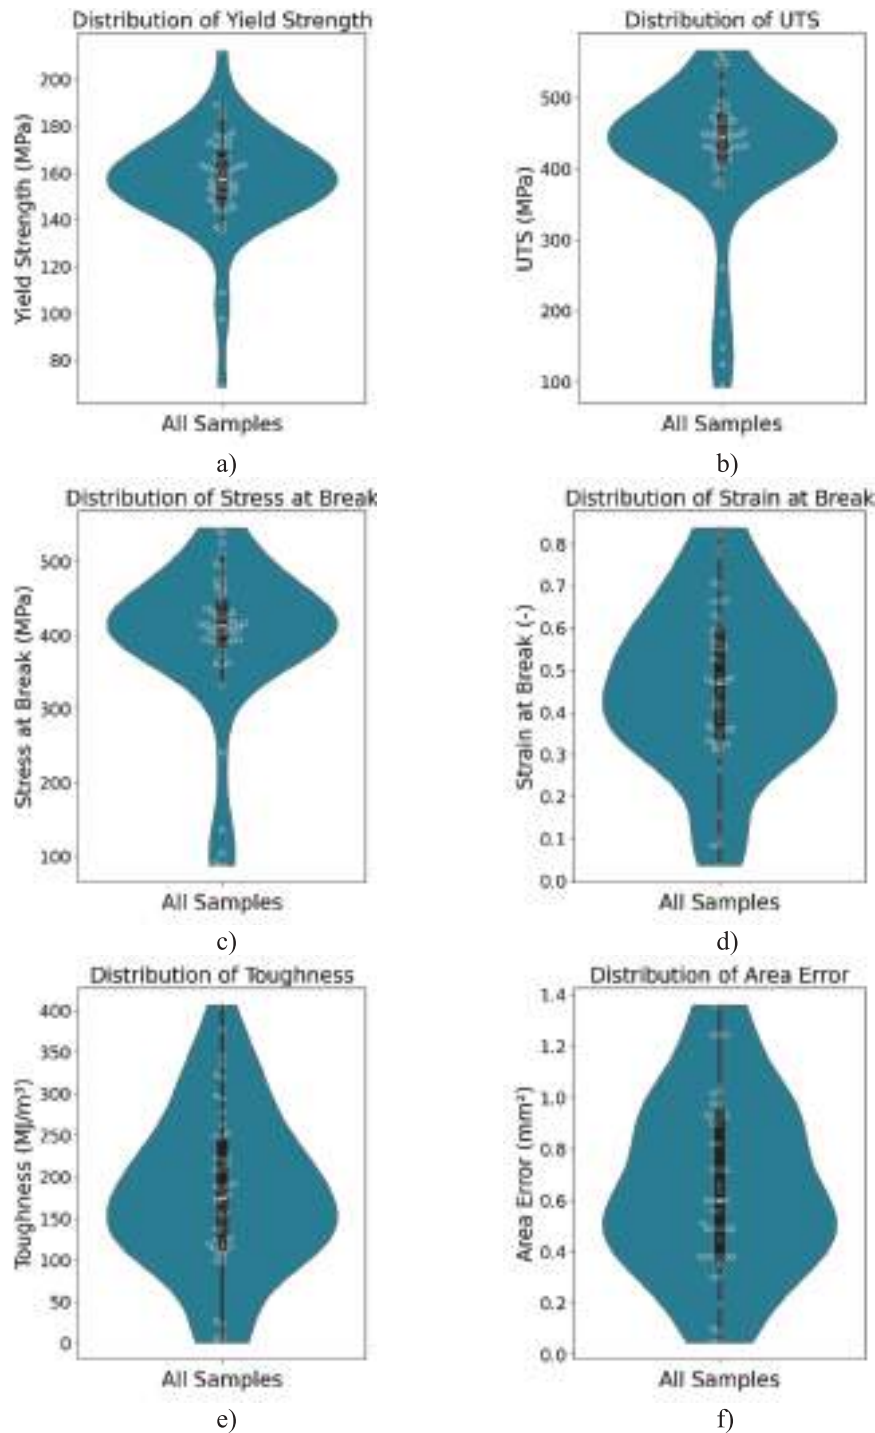 Distribution of Yield Strength
Yield Strength (MPa)
200
180
160
140
120
100
80
All Samples
a)
Distribution of UTS
UTS (MPa)
500
400
300
200
100
All Samples
b)
Distribution of Stress at Break
Stress at Break (MPa)
500
400
300
200
100
All Samples
c)
Distribution of Strain at Break
Strain at Break (-)
0.8
0.7
0.6
0.5
0.4
0.3
0.2
0.1
0.0
All Samples
d)
Distribution of Toughness
Toughness (MJ/m³)
400
350
300
250
200
150
100
50
0
All Samples
e)
Distribution of Area Error
Area Error (mm²)
1.4
1.2
1.0
0.8
0.6
0.4
0.2
0.0
All Samples
f)